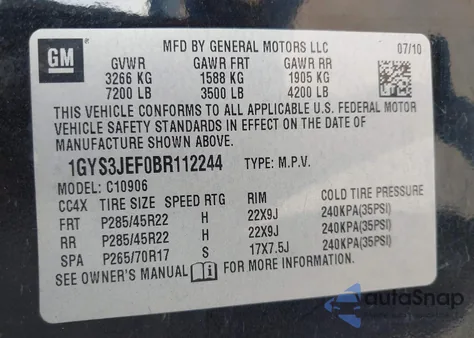 GM
MFD BY GENERAL MOTORS LLC 07/10
GVWR GAWR FRT GAWR RR
3266 KG 1588 KG 1905 KG
7200 LB 3500 LB 4200 LB
THIS VEHICLE CONFORMS TO ALL APPLICABLE U.S. FEDERAL MOTOR
VEHICLE SAFETY STANDARDS IN EFFECT ON THE DATE OF
MANUFACTURE SHOWN ABOVE.
1GYS3JEF0BR112244 TYPE: M.P.V.
MODEL: C10906
CC4X TIRE SIZE SPEED RTG RIM COLD TIRE PRESSURE
FRT P285/45R22 H 22X9J 240KPA(35PSI)
RR P285/45R22 H 22X9J 240KPA(35PSI)
SPA P265/70R17 S 17X7.5J 240KPA(35PSI)
SEE OWNER'S MANUAL FOR MORE INFORMATION.
autoSnap